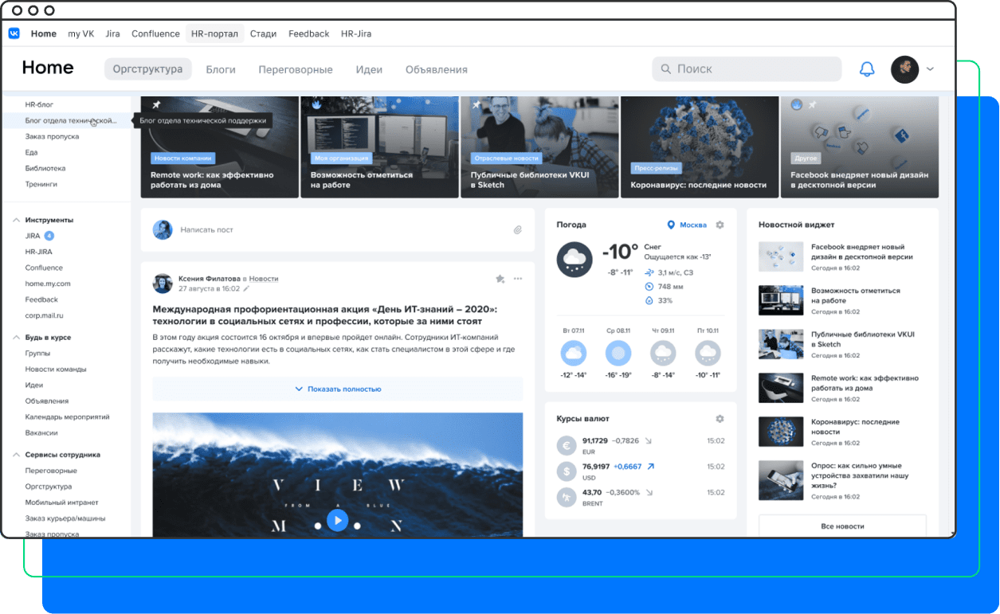 Home my VK Jira Confluence HR-портал Стади Feedback HR-Jira
Home
Оргструктура Блоги Переговорные Идеи Объявления
Поиск
HR-блог
Блог отдела технической...
Блог отдела технической поддержки
Заказ пропуска
Еда
Библиотека
Тренинги
Инструменты
JIRA 4
HR-JIRA
Confluence
home.my.com
Feedback
corp.mail.ru
Будь в курсе
Группы
Новости команды
Идеи
Объявления
Календарь мероприятий
Вакансии
Сервисы сотрудника
Переговорные
Оргструктура
Мобильный интранет
Заказ курьера/машины
Заказ пропуска
Новости компании
Remote work: как эффективно
работать из дома
Моя организация
Возможность отметиться
на работе
Отраслевые новости
Публичные библиотеки VKUI
в Sketch
Пресс-релизы
Коронавирус: последние новости
Другое
Facebook внедряет новый дизайн
в десктопной версии
Написать пост
Ксения Филатова в Новости
27 августа в 16:02
Международная профориентационная акция «День ИТ-знаний – 2020»:
технологии в социальных сетях и профессии, которые за ними стоят
В этом году акция состоится 16 октября и впервые пройдет онлайн. Сотрудники ИТ-компаний
расскажут, какие технологии есть в социальных сетях, как стать специалистом в этой сфере и где
получить необходимые навыки.
Показать полностью
VIEW
FROM A BLUE
MOON
Погода
Москва
-10°
-8° -11°
Снег
Ощущается как -13°
3,1 м/с, СЗ
748 мм
33%
Вт 07.11 Ср 08.11 Чт 09.11 Пт 10.11
-12° -14° -16° -19° -8° -14° -10° -11°
Курсы валют
91,1729 −0,7826 15:02
EUR
76,9197 +0,6667 15:02
USD
43,70 −0,3600% 15:02
BRENT
Новостной виджет
Facebook внедряет новый
дизайн в десктопной версии
Сегодня в 16:02
Возможность отметиться
на работе
Сегодня в 16:02
Публичные библиотеки VKUI
в Sketch
Сегодня в 16:02
Remote work: как эффективно
работать из дома
Сегодня в 16:02
Коронавирус: последние
новости
Сегодня в 16:02
Опрос: как сильно умные
устройства захватили нашу
жизнь?
Сегодня в 16:02
Все новости